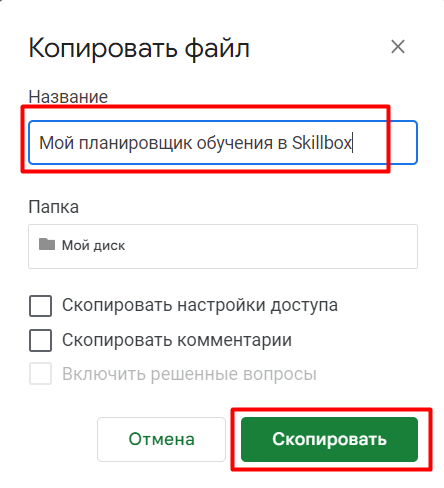 Копировать файл
Название
Мой планировщик обучения в Skillbox
Папка
Мой диск
Скопировать настройки доступа
Скопировать комментарии
Включить решенные вопросы
Отмена
Скопировать